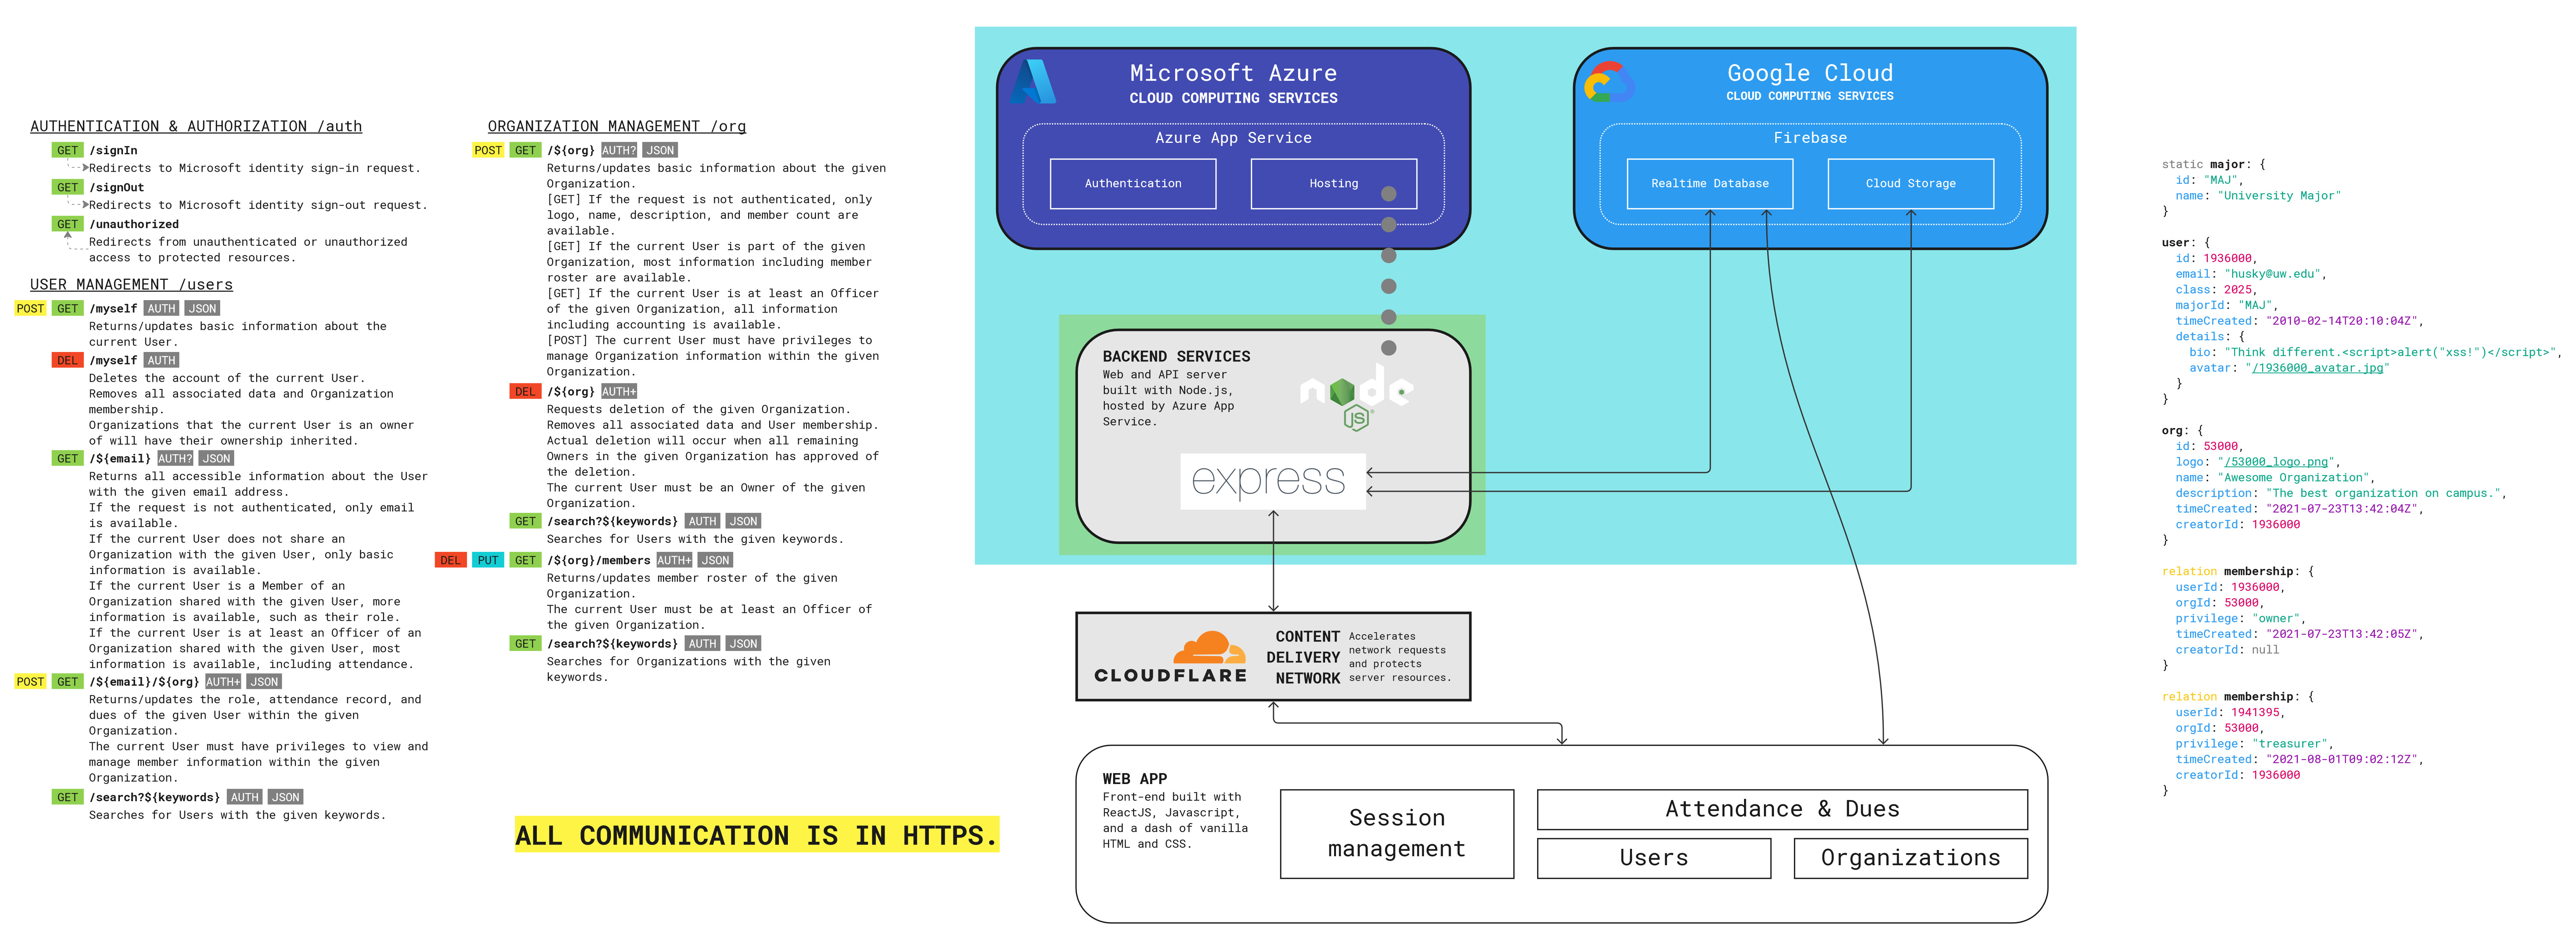 AUTHENTICATION & AUTHORIZATION /auth
GET /signIn
Redirects to Microsoft identity sign-in request.
GET /signOut
Redirects to Microsoft identity sign-out request.
GET /unauthorized
Redirects from unauthenticated or unauthorized
access to protected resources.
USER MANAGEMENT /users
POST GET /myself AUTH JSON
Returns/updates basic information about the
current User.
DEL /myself AUTH
Deletes the account of the current User.
Removes all associated data and Organization
membership.
Organizations that the current User is an owner
of will have their ownership inherited.
GET /${email} AUTH? JSON
Returns all accessible information about the User
with the given email address.
If the request is not authenticated, only email
is available.
If the current User does not share an
Organization with the given User, only basic
information is available.
If the current User is a Member of an
Organization shared with the given User, more
information is available, such as their role.
If the current User is at least an Officer of an
Organization shared with the given User, most
information is available, including attendance.
POST GET /${email}/${org} AUTH+ JSON
Returns/updates the role, attendance record, and
dues of the given User within the given
Organization.
The current User must have privileges to view and
manage member information within the given
Organization.
GET /search?${keywords} AUTH JSON
Searches for Users with the given keywords.
ORGANIZATION MANAGEMENT /org
POST GET /${org} AUTH? JSON
Returns/updates basic information about the given
Organization.
[GET] If the request is not authenticated, only
logo, name, description, and member count are
available.
[GET] If the current User is part of the given
Organization, most information including member
roster are available.
[GET] If the current User is at least an Officer
of the given Organization, all information
including accounting is available.
[POST] The current User must have privileges to
manage Organization information within the given
Organization.
DEL /${org} AUTH+
Requests deletion of the given Organization.
Removes all associated data and User membership.
Actual deletion will occur when all remaining
Owners in the given Organization has approved of
the deletion.
The current User must be an Owner of the given
Organization.
GET /search?${keywords} AUTH JSON
Searches for Users with the given keywords.
DEL PUT GET /${org}/members AUTH+ JSON
Returns/updates member roster of the given
Organization.
The current User must be at least an Officer of
the given Organization.
GET /search?${keywords} AUTH JSON
Searches for Organizations with the given
keywords.
ALL COMMUNICATION IS IN HTTPS.
Microsoft Azure
CLOUD COMPUTING SERVICES
Azure App Service
Authentication
Hosting
Google Cloud
CLOUD COMPUTING SERVICES
Firebase
Realtime Database
Cloud Storage
BACKEND SERVICES
Web and API server
built with Node.js,
hosted by Azure App
Service.
node
JS®
express
CLOUDFLARE
CONTENT
DELIVERY
NETWORK
Accelerates
network requests
and protects
server resources.
WEB APP
Front-end built with
ReactJS, Javascript,
and a dash of vanilla
HTML and CSS.
Session
management
Attendance & Dues
Users
Organizations
static major: {
id: "MAJ",
name: "University Major"
}
user: {
id: 1936000,
email: "husky@uw.edu",
class: 2025,
majorId: "MAJ",
timeCreated: "2010-02-14T20:10:04Z",
details: {
bio: "Think different.<script>alert("xss!")</script>",
avatar: "/1936000_avatar.jpg"
}
}
org: {
id: 53000,
logo: "/53000_logo.png",
name: "Awesome Organization",
description: "The best organization on campus.",
timeCreated: "2021-07-23T13:42:04Z",
creatorId: 1936000
}
relation membership: {
userId: 1936000,
orgId: 53000,
privilege: "owner",
timeCreated: "2021-07-23T13:42:05Z",
creatorId: null
}
relation membership: {
userId: 1941395,
orgId: 53000,
privilege: "treasurer",
timeCreated: "2021-08-01T09:02:12Z",
creatorId: 1936000
}